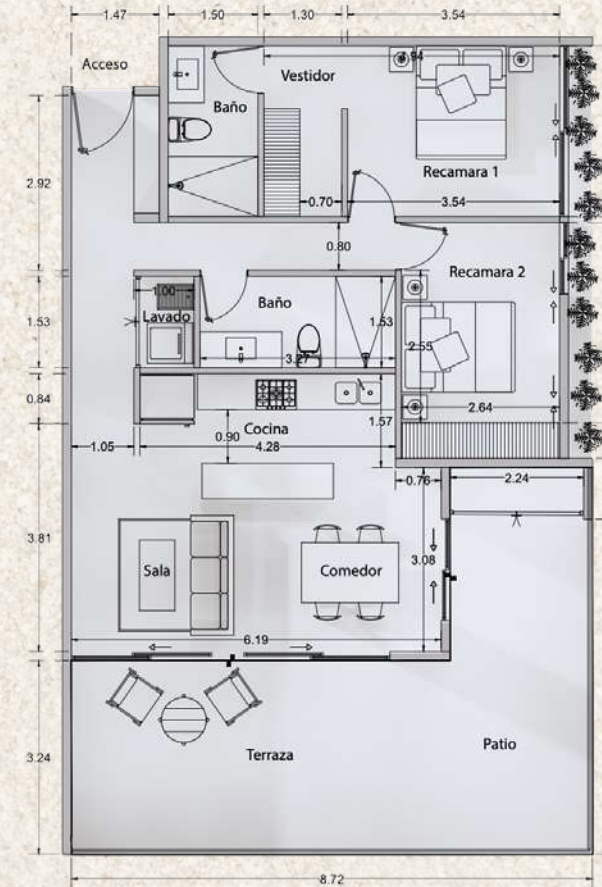 1.47
1.50
1.30
3.54
Acceso
Vestidor
4.94
Baño
2.92
Recamara 1
0.70
3.54
0.80
Recamara 2
1.00
Baño
1.53
Lavado
1.53
3.27
2.55
0.84
2.64
1.57
Cocina
0.90
1.05
4.28
0.76
2.24
3.81
3.08
Sala
Comedor
6.19
3.24
Terraza
Patio
8.72